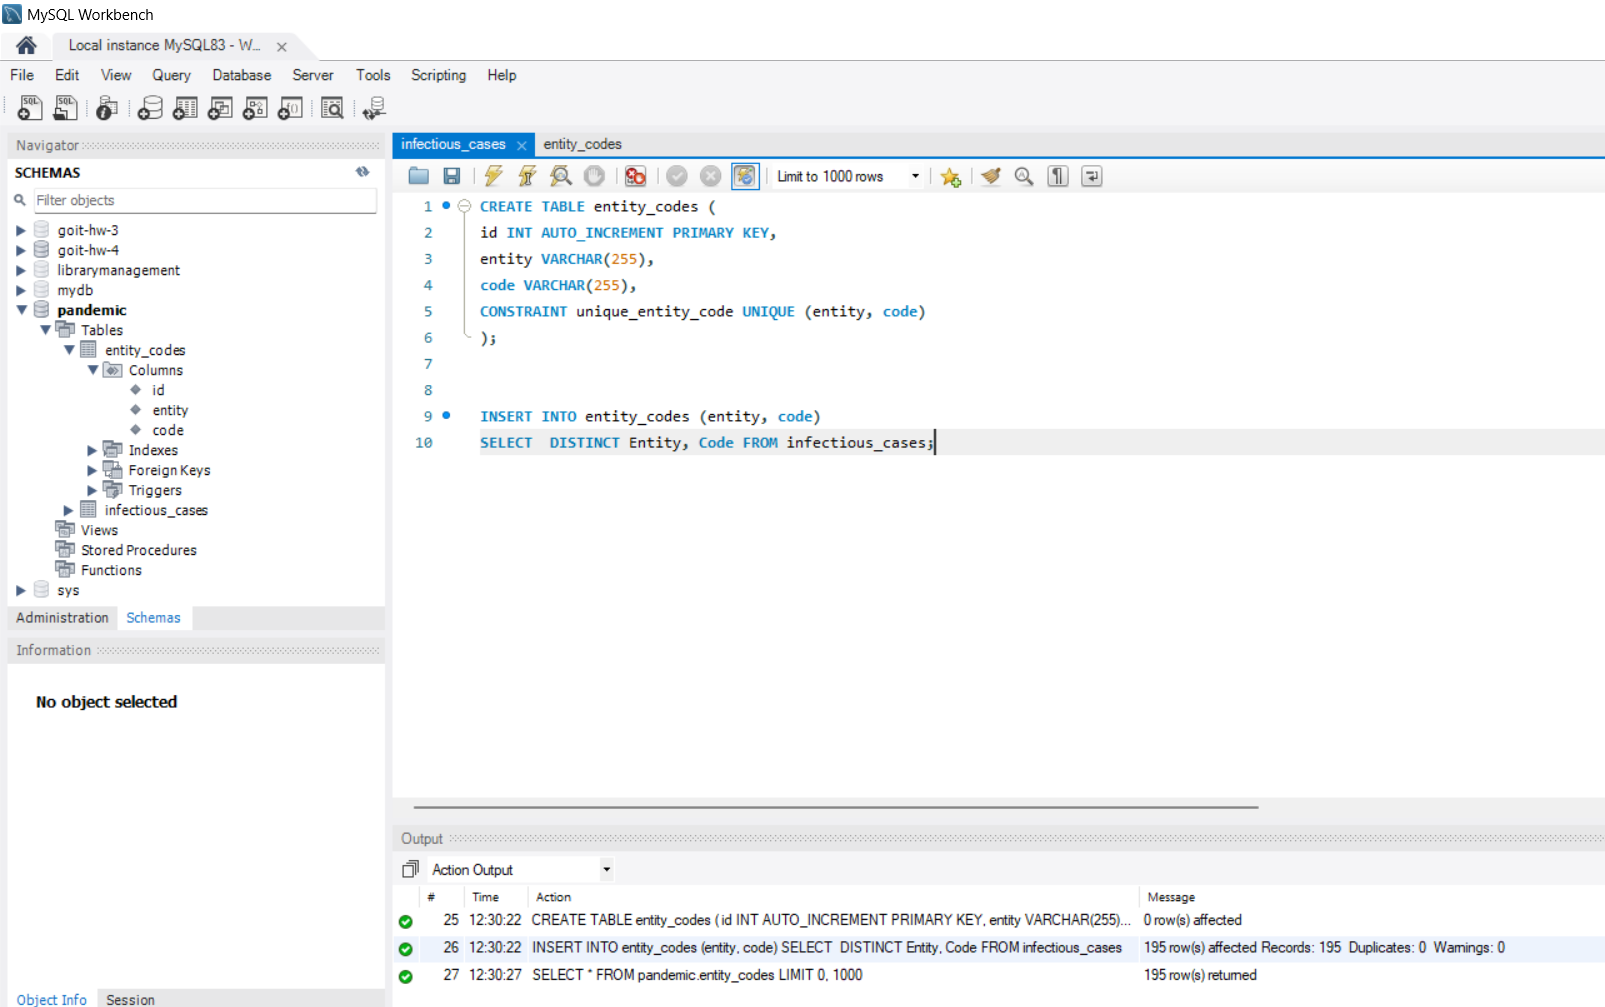 MySQL Workbench
Local instance MySQL83 - W...
File Edit View Query Database Server Tools Scripting Help
Navigator
SCHEMAS
Filter objects
goit-hw-3
goit-hw-4
librarymanagement
mydb
pandemic
Tables
entity_codes
Columns
id
entity
code
Indexes
Foreign Keys
Triggers
infectious_cases
Views
Stored Procedures
Functions
sys
Administration Schemas
Information
No object selected
Object Info Session
infectious_cases entity_codes
Limit to 1000 rows
1 CREATE TABLE entity_codes (
2 id INT AUTO_INCREMENT PRIMARY KEY,
3 entity VARCHAR(255),
4 code VARCHAR(255),
5 CONSTRAINT unique_entity_code UNIQUE (entity, code)
6 );
7
8
9 INSERT INTO entity_codes (entity, code)
10 SELECT  DISTINCT Entity, Code FROM infectious_cases;
Output
Action Output
# Time Action Message
25 12:30:22 CREATE TABLE entity_codes ( id INT AUTO_INCREMENT PRIMARY KEY, entity VARCHAR(255)... 0 row(s) affected
26 12:30:22 INSERT INTO entity_codes (entity, code) SELECT  DISTINCT Entity, Code FROM infectious_cases 195 row(s) affected Records: 195  Duplicates: 0  Warnings: 0
27 12:30:27 SELECT * FROM pandemic.entity_codes LIMIT 0, 1000 195 row(s) returned